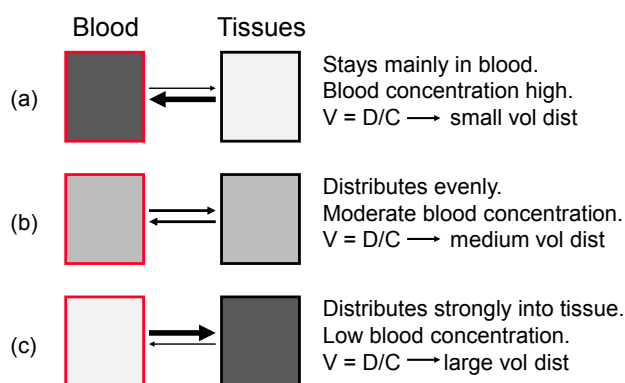 Blood Tissues
(a)
Stays mainly in blood.
Blood concentration high.
V = D/C → small vol dist
(b)
Distributes evenly.
Moderate blood concentration.
V = D/C → medium vol dist
(c)
Distributes strongly into tissue.
Low blood concentration.
V = D/C → large vol dist